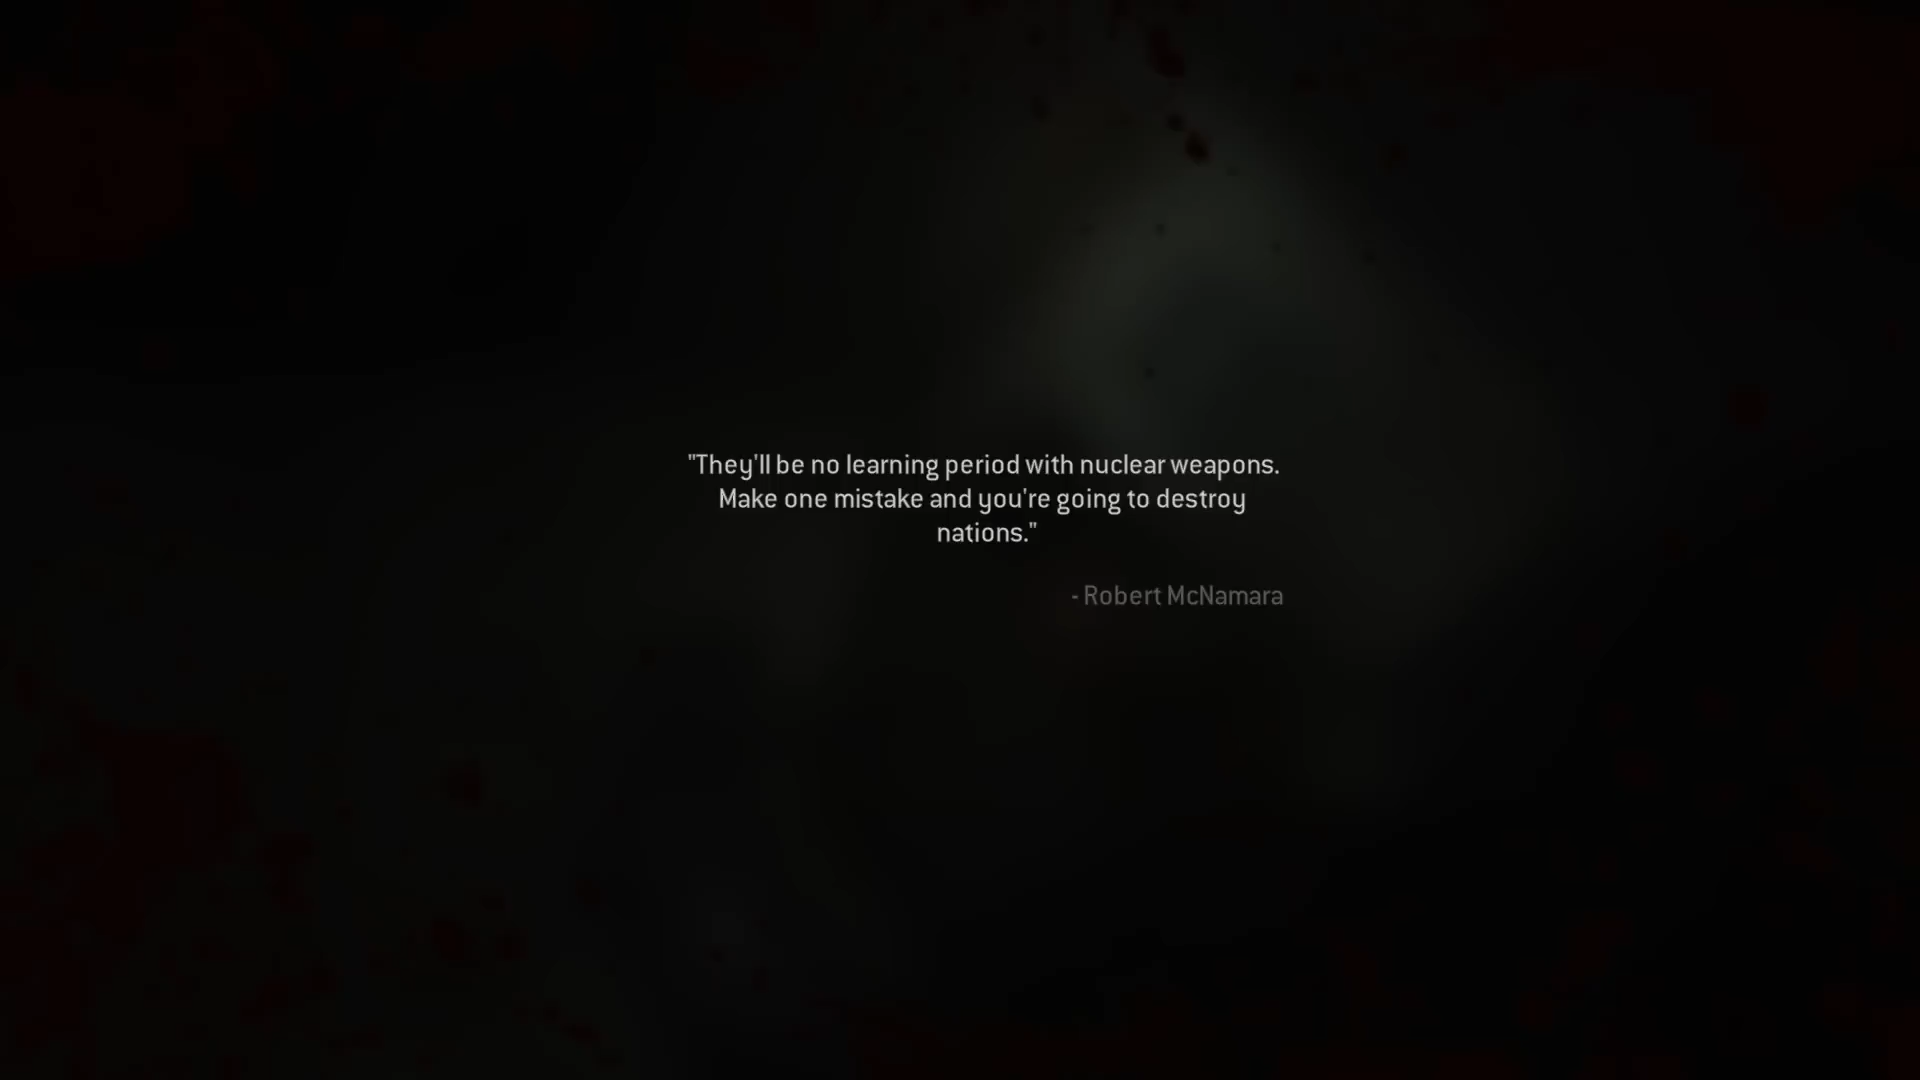 "They'll be no learning period with nuclear weapons.
Make one mistake and you're going to destroy
nations."
- Robert McNamara